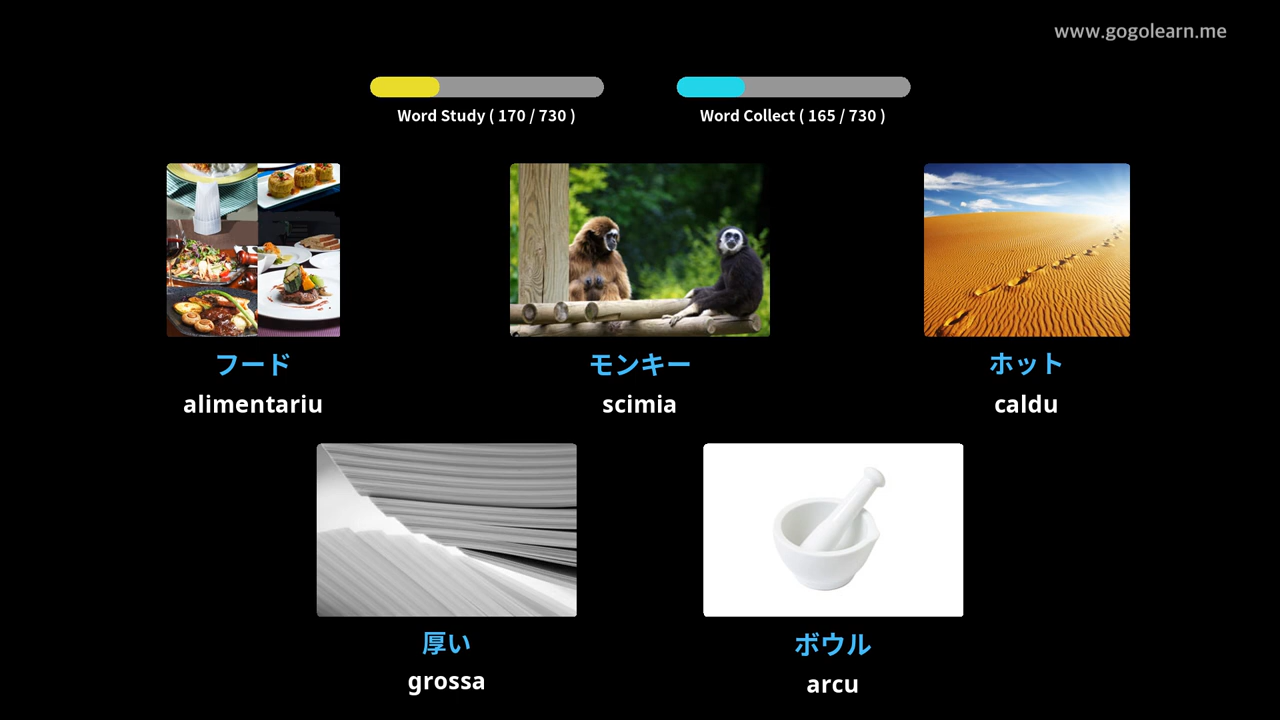 www.gogolearn.me
Word Study ( 170 / 730 )
Word Collect ( 165 / 730 )
フード
alimentariu
モンキー
scimia
ホット
caldu
厚い
grossa
ボウル
arcu